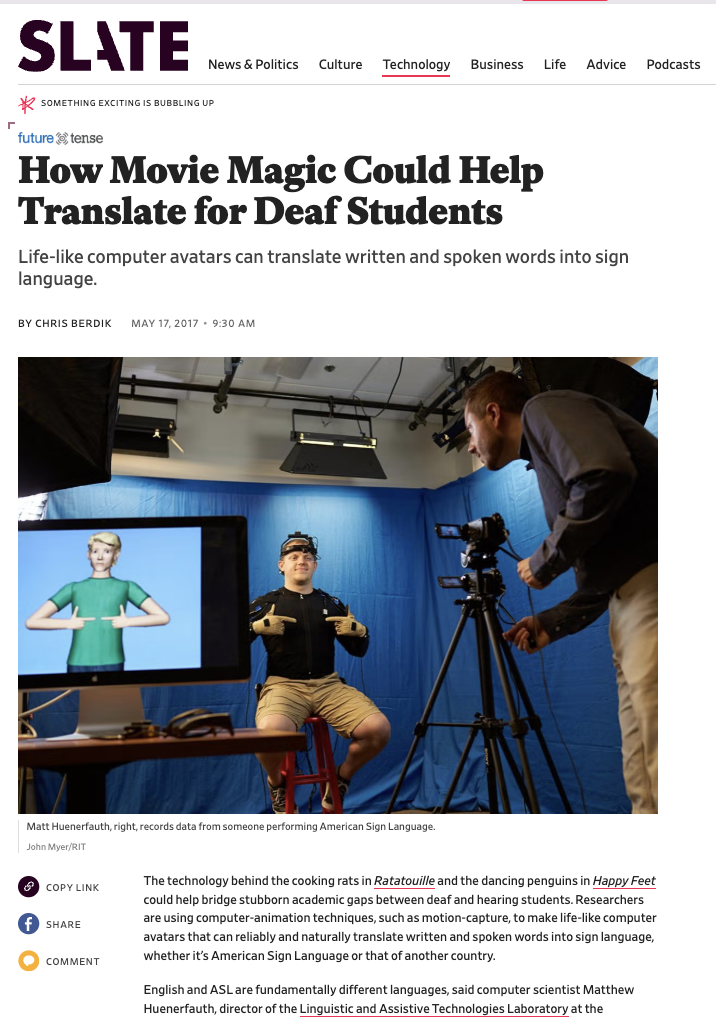 SLATE
News & Politics Culture Technology Business Life Advice Podcasts
SOMETHING EXCITING IS BUBBLING UP
future tense
How Movie Magic Could Help
Translate for Deaf Students
Life-like computer avatars can translate written and spoken words into sign
language.
BY CHRIS BERDIK MAY 17, 2017 • 9:30 AM
Matt Huenerfauth, right, records data from someone performing American Sign Language.
John Myer/RIT
COPY LINK
SHARE
COMMENT
The technology behind the cooking rats in Ratatouille and the dancing penguins in Happy Feet
could help bridge stubborn academic gaps between deaf and hearing students. Researchers
are using computer-animation techniques, such as motion-capture, to make life-like computer
avatars that can reliably and naturally translate written and spoken words into sign language,
whether it’s American Sign Language or that of another country.
English and ASL are fundamentally different languages, said computer scientist Matthew
Huenerfauth, director of the Linguistic and Assistive Technologies Laboratory at the